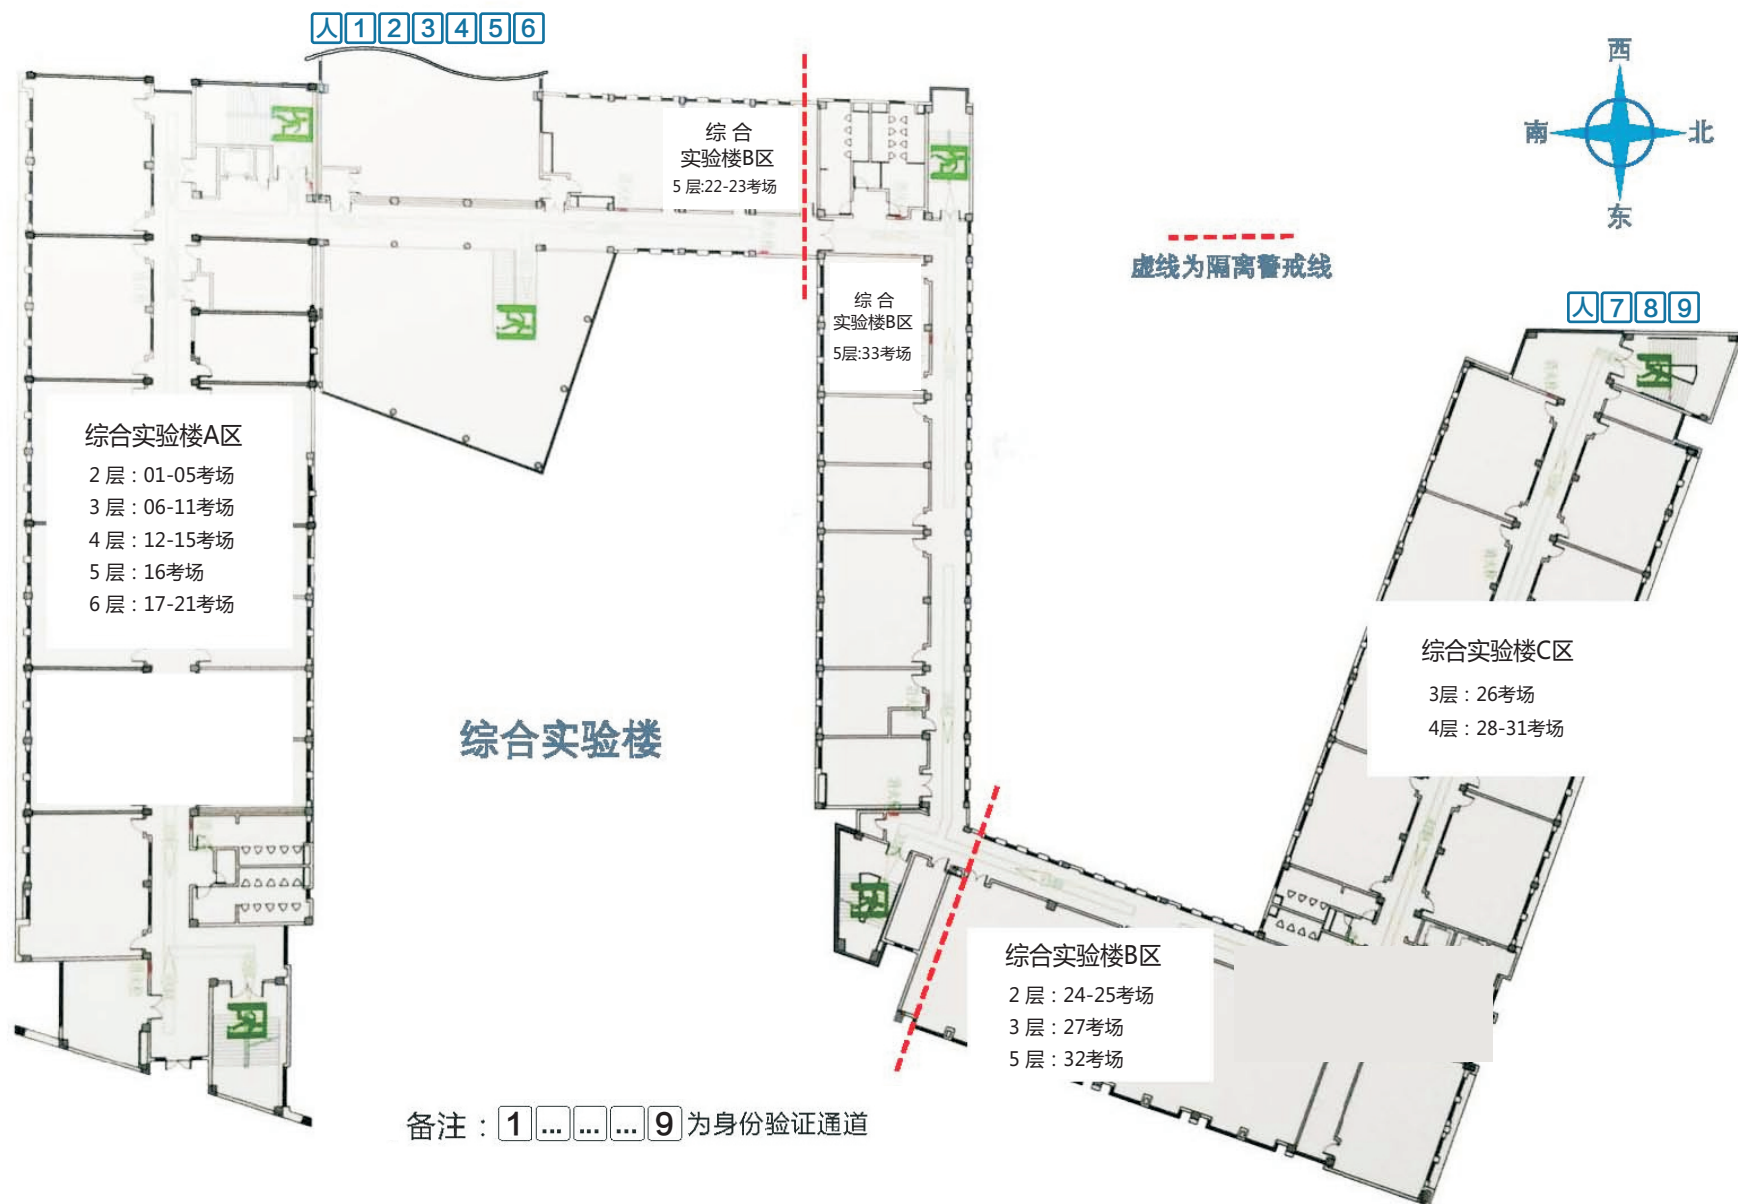 人123456
西
南 北
东
综 合
实验楼B区
5 层:22-23考场
虚线为隔离警戒线
综 合
实验楼B区
5层:33考场
人789
综合实验楼A区
2 层：01-05考场
3 层：06-11考场
4 层：12-15考场
5 层：16考场
6 层：17-21考场
综合实验楼C区
3层：26考场
4层：28-31考场
综合实验楼
综合实验楼B区
2 层：24-25考场
3 层：27考场
5 层：32考场
备注：1 ... ... ... 9 为身份验证通道